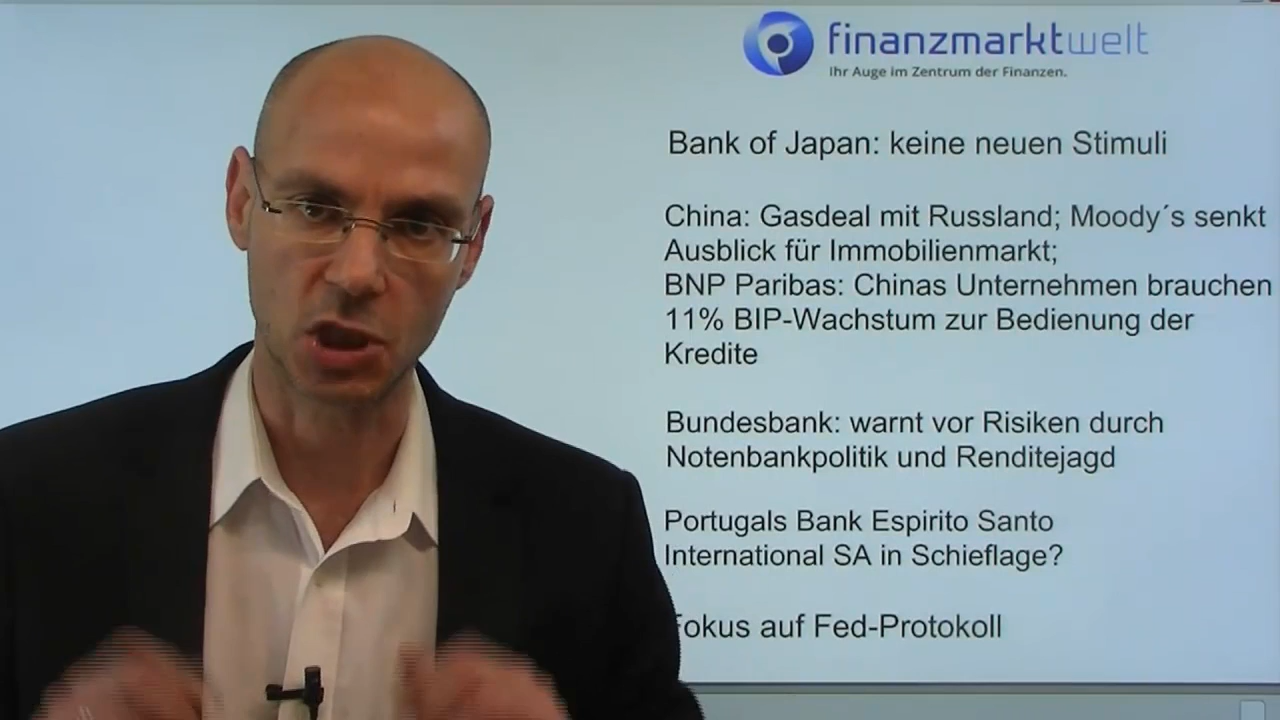 finanzmarktwelt
Ihr Auge im Zentrum der Finanzen.
Bank of Japan: keine neuen Stimuli
China: Gasdeal mit Russland; Moody´s senkt
Ausblick für Immobilienmarkt;
BNP Paribas: Chinas Unternehmen brauchen
11% BIP-Wachstum zur Bedienung der
Kredite
Bundesbank: warnt vor Risiken durch
Notenbankpolitik und Renditejagd
Portugals Bank Espirito Santo
International SA in Schieflage?
Fokus auf Fed-Protokoll